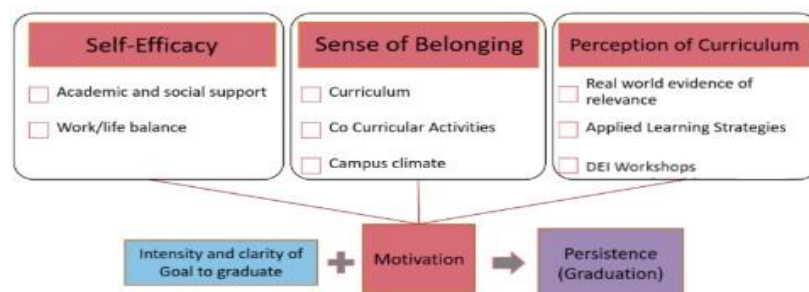 Self-Efficacy
Academic and social support
Work/life balance
Sense of Belonging
Curriculum
Co Curricular Activities
Campus climate
Perception of Curriculum
Real world evidence of
relevance
Applied Learning Strategies
DEI Workshops
Intensity and clarity of
Goal to graduate
Motivation
Persistence
(Graduation)